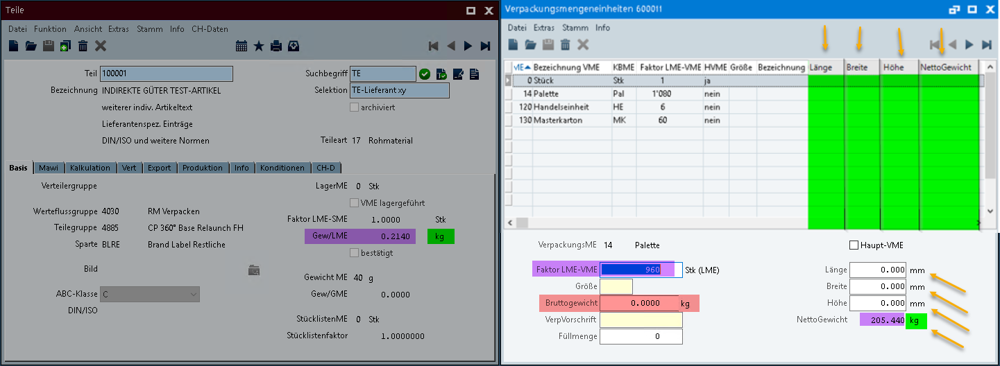 Teile
Datei Funktion Ansicht Extras Stamm Info CH-Daten
Teil 100001 Suchbegriff TE
Bezeichnung INDIREKTE GÜTER TEST-ARTIKEL Selektion TE-Lieferant xy
weiterer indiv. Artikeltext archiviert
Lieferantenspez. Einträge
DIN/ISO und weitere Normen Teileart 17 Rohmaterial
Basis Mawi Kalkulation Vert Export Produktion Info Konditionen CH-D
Verteilergruppe LagerME 0 Stk
VME lagergeführt
Werteflussgruppe 4030 RM Verpacken Faktor LME-SME 1.0000 Stk
Teilegruppe 4885 CP 360° Base Relaunch FH Gew/LME 0.2140 kg
Sparte BLRE Brand Label Restliche bestätigt
Bild Gewicht ME 40 g
ABC-Klasse C Gew/GME 0.0000
DIN/ISO StücklistenME 0 Stk
Stücklistenfaktor 1.0000000
Verpackungsmengeneinheiten 600011
Datei Extras Stamm Info
ME Bezeichnung VME KBME Faktor LME-VME HVME Größe Bezeichnung Länge Breite Höhe NettoGewicht
0 Stück Stk 1 ja
14 Palette Pal 1'080 nein
120 Handelseinheit HE 6 nein
130 Masterkarton MK 60 nein
VerpackungsME 14 Palette Haupt-VME
Faktor LME-VME 960 Stk (LME) Länge 0.000 mm
Größe Breite 0.000 mm
Bruttogewicht 0.0000 kg Höhe 0.000 mm
VerpVorschrift NettoGewicht 205.440 kg
Füllmenge 0